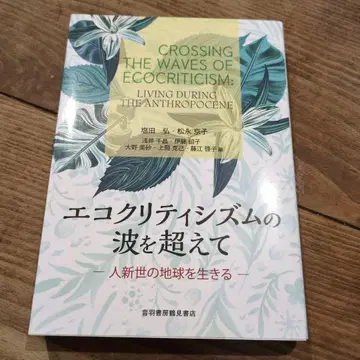 CROSSING
THE WAVES OF
ECOCRITICISM:
LIVING DURING
THE ANTHROPOCENE
塩田 弘・松永 京子
浅井 千晶・伊藤 詔子
大野 美砂・上岡 克己・藤江 啓子 編
エコクリティシズムの
波を超えて
― 人新世の地球を生きる ―
音羽書房鶴見書店